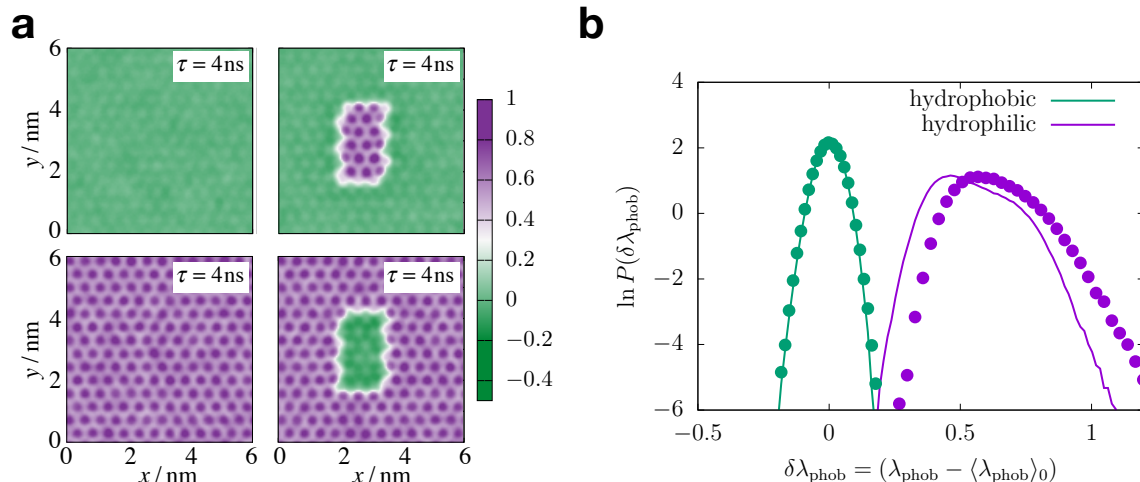 a
b
6
4
2
0
y / nm
τ = 4ns
τ = 4ns
1
0.8
0.6
0.4
0.2
0
−0.2
−0.4
6
4
2
0
y / nm
τ = 4ns
τ = 4ns
0 2 4 6
x / nm
0 2 4 6
x / nm
4
2
0
−2
−4
−6
ln P(δλphob)
hydrophobic
hydrophilic
−0.5 0 0.5 1
δλphob = (λphob − ⟨λphob⟩0)